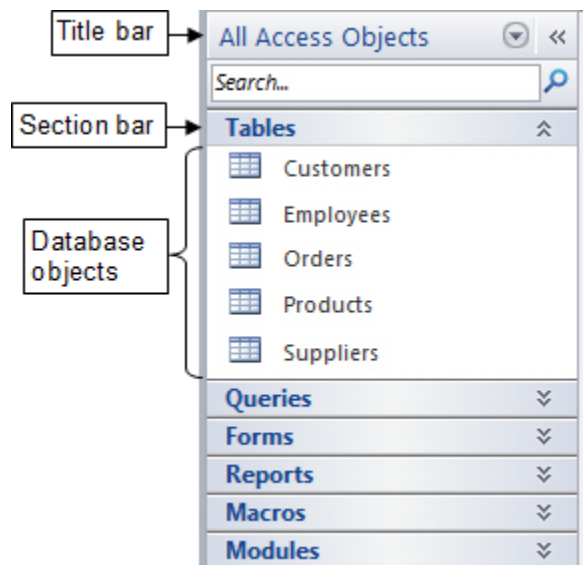 Title bar
All Access Objects
Search...
Section bar
Tables
Customers
Employees
Database
objects
Orders
Products
Suppliers
Queries
Forms
Reports
Macros
Modules